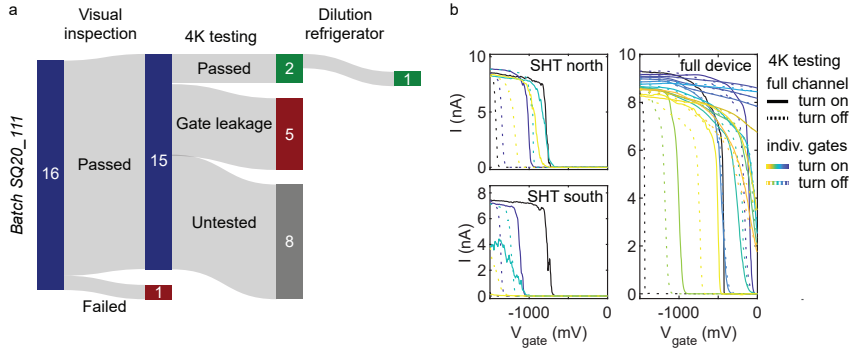 a
Visual
inspection
4K testing
Dilution
refrigerator
Batch SQ20_111
16
Passed
15
Passed
2
1
Gate leakage
5
Untested
8
Failed
1
b
SHT north
full device
4K testing
full channel
turn on
turn off
indiv. gates
turn on
turn off
I (nA)
10
5
0
SHT south
I (nA)
8
6
4
2
0
-1000
0
V_gate (mV)
10
8
6
4
2
0
-1000
0
V_gate (mV)